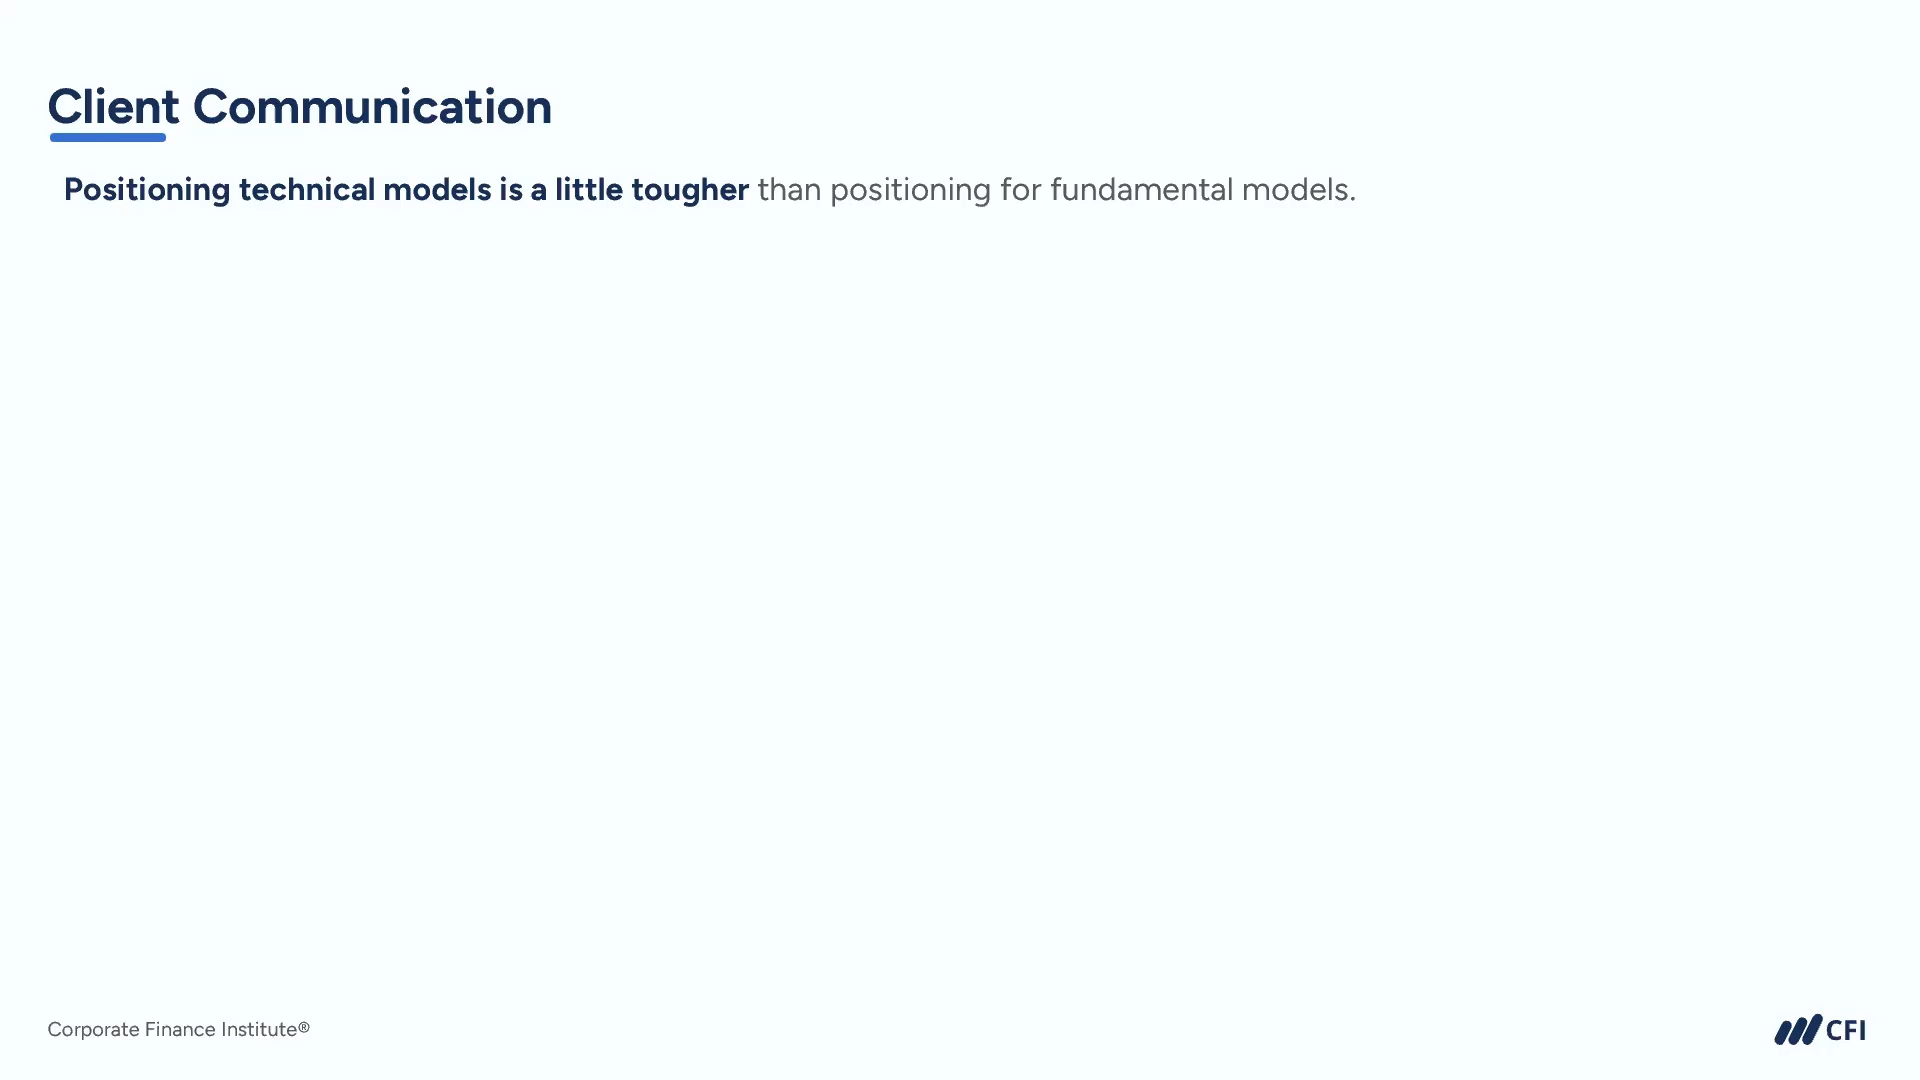 Client Communication
Positioning technical models is a little tougher than positioning for fundamental models.
Corporate Finance Institute®
CFI